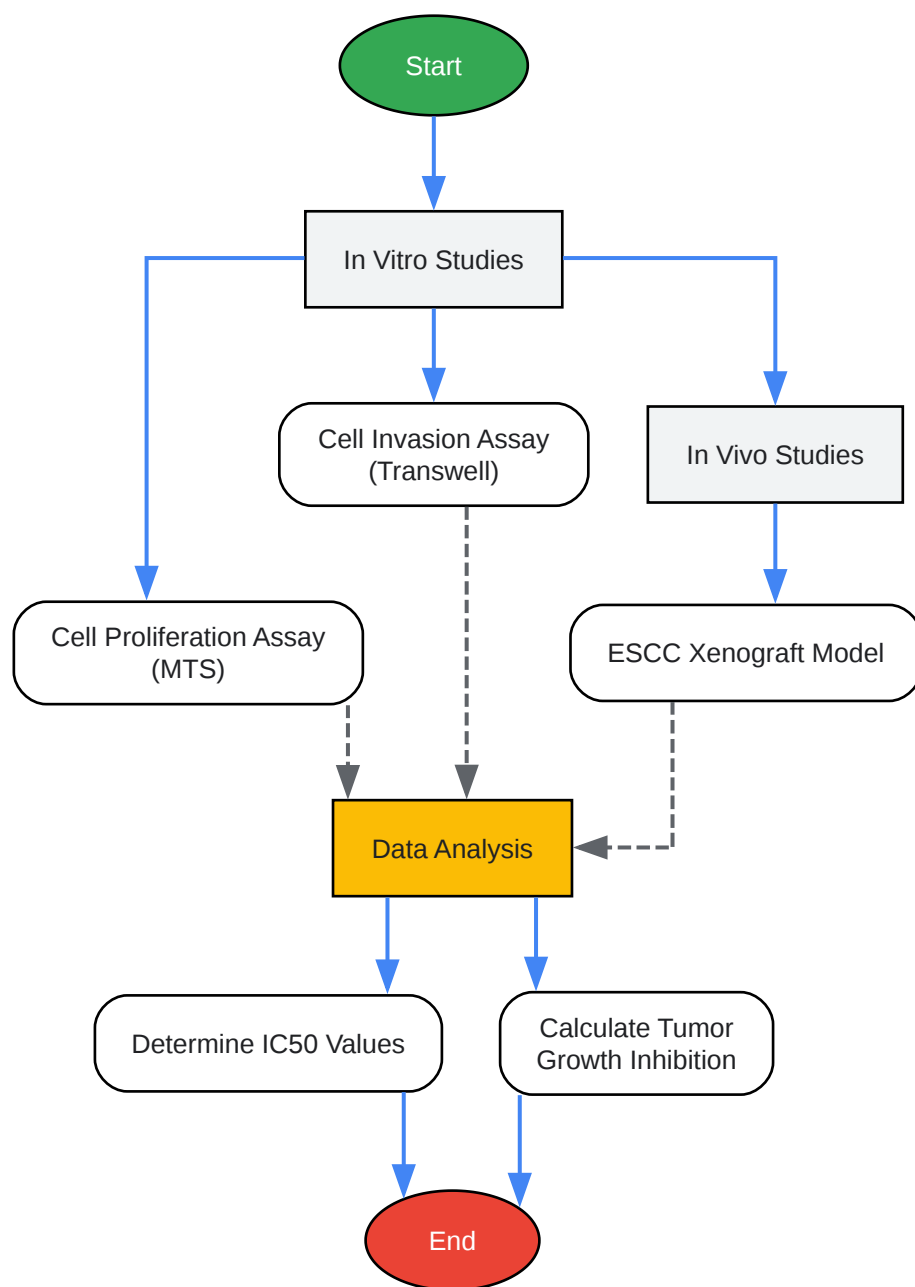 Start
In Vitro Studies
Cell Invasion Assay
(Transwell)
In Vivo Studies
Cell Proliferation Assay
(MTS)
ESCC Xenograft Model
Data Analysis
Determine IC50 Values
Calculate Tumor
Growth Inhibition
End